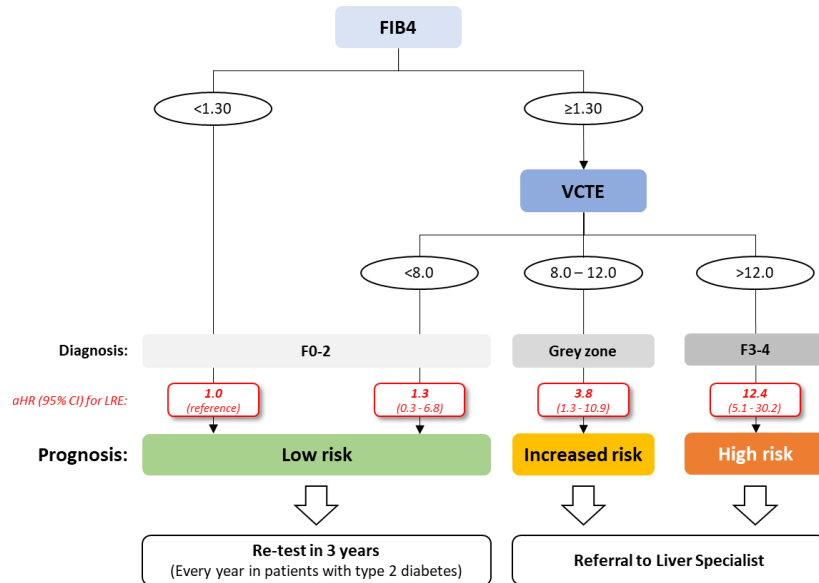 FIB4
<1.30
≥1.30
VCTE
<8.0
8.0 – 12.0
>12.0
Diagnosis:
F0-2
Grey zone
F3-4
aHR (95% CI) for LRE:
1.0
(reference)
1.3
(0.3 - 6.8)
3.8
(1.3 - 10.9)
12.4
(5.1 - 30.2)
Prognosis:
Low risk
Increased risk
High risk
Re-test in 3 years
(Every year in patients with type 2 diabetes)
Referral to Liver Specialist